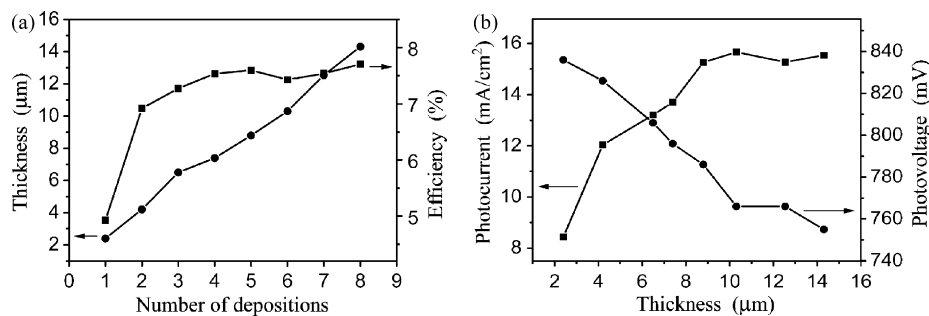 (a)
Thickness (μm)
16
14
12
10
8
6
4
2
0 1 2 3 4 5 6 7 8 9
Number of depositions
8
7
6
5
Efficiency (%)
(b)
Photocurrent (mA/cm²)
16
14
12
10
8
2 4 6 8 10 12 14 16
Thickness (μm)
840
820
800
780
760
740
Photovoltage (mV)